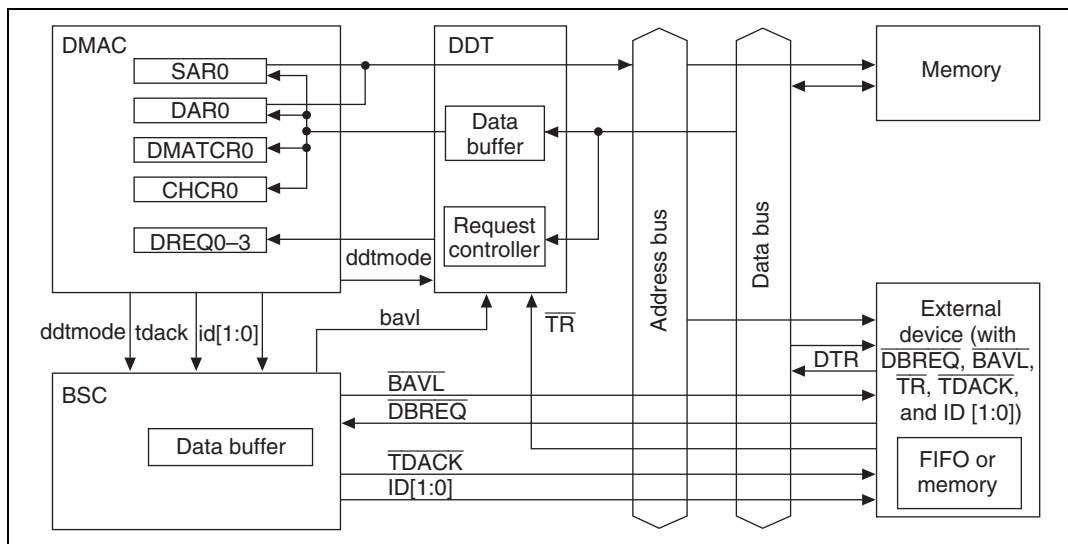 DMAC
SAR0
DAR0
DMATCR0
CHCR0
DREQ0–3
DDT
Data
buffer
Request
controller
ddtmode
bavl
TR
ddtmode
tdack
id[1:0]
BSC
Data buffer
BAVL
DBREQ
TDACK
ID[1:0]
Address bus
Data bus
Memory
DTR
External
device (with
DBREQ, BAVL,
TR, TDACK,
and ID [1:0])
FIFO or
memory